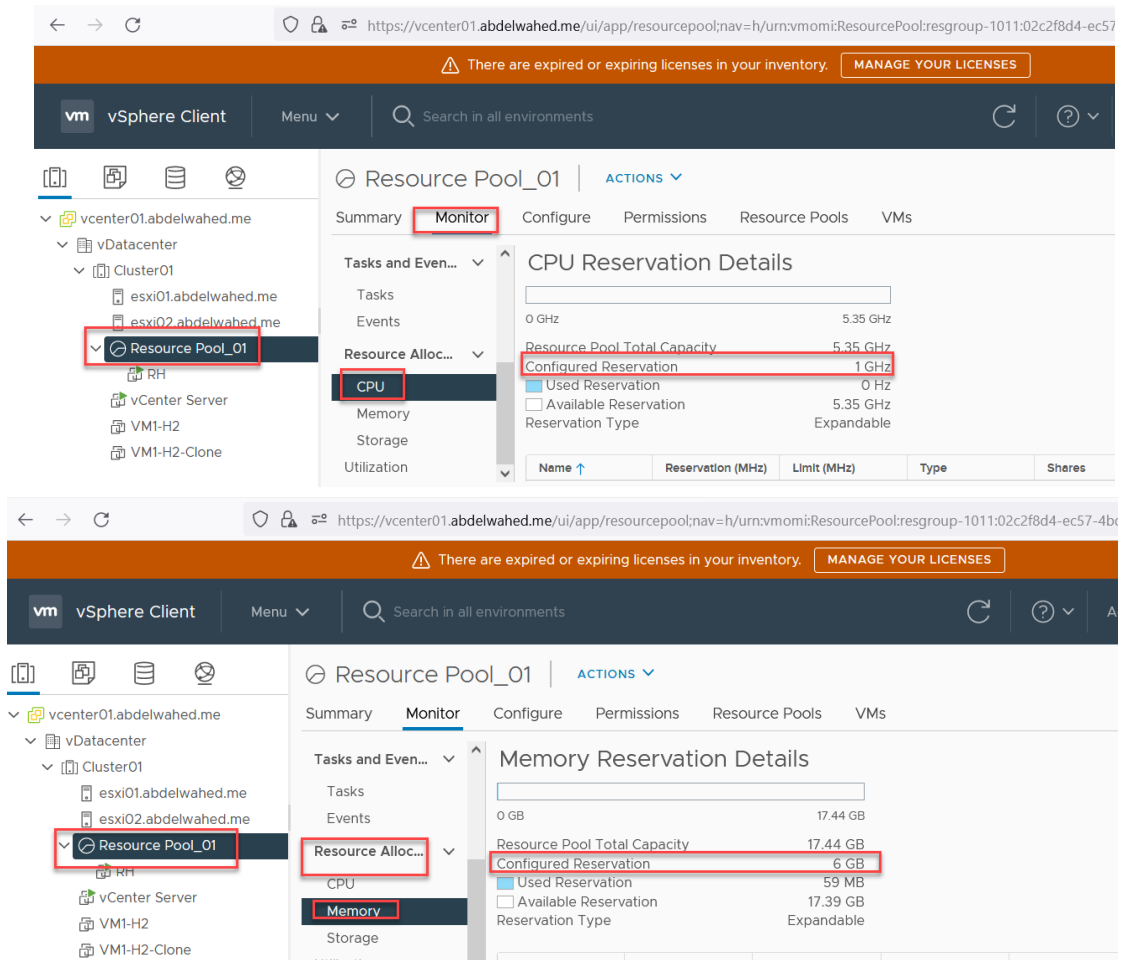 https://vcenter01.abdelwahed.me/ui/app/resourcepool;nav=h/urn:vmomi:ResourcePool:resgroup-1011:02c2f8d4-ec57
There are expired or expiring licenses in your inventory. MANAGE YOUR LICENSES
vm vSphere Client Menu Search in all environments
Resource Pool_01 ACTIONS
Summary Monitor Configure Permissions Resource Pools VMs
vcenter01.abdelwahed.me
vDatacenter
Cluster01
esxi01.abdelwahed.me
esxi02.abdelwahed.me
Resource Pool_01
RH
vCenter Server
VM1-H2
VM1-H2-Clone
Tasks and Even...
Tasks
Events
Resource Alloc...
CPU
Memory
Storage
Utilization
CPU Reservation Details
0 GHz 5.35 GHz
Resource Pool Total Capacity 5.35 GHz
Configured Reservation 1 GHz
Used Reservation 0 Hz
Available Reservation 5.35 GHz
Reservation Type Expandable
Name Reservation (MHz) Limit (MHz) Type Shares
https://vcenter01.abdelwahed.me/ui/app/resourcepool;nav=h/urn:vmomi:ResourcePool:resgroup-1011:02c2f8d4-ec57-4b
There are expired or expiring licenses in your inventory. MANAGE YOUR LICENSES
vm vSphere Client Menu Search in all environments
Resource Pool_01 ACTIONS
Summary Monitor Configure Permissions Resource Pools VMs
vcenter01.abdelwahed.me
vDatacenter
Cluster01
esxi01.abdelwahed.me
esxi02.abdelwahed.me
Resource Pool_01
RH
vCenter Server
VM1-H2
VM1-H2-Clone
Tasks and Even...
Tasks
Events
Resource Alloc...
CPU
Memory
Storage
Memory Reservation Details
0 GB 17.44 GB
Resource Pool Total Capacity 17.44 GB
Configured Reservation 6 GB
Used Reservation 59 MB
Available Reservation 17.39 GB
Reservation Type Expandable